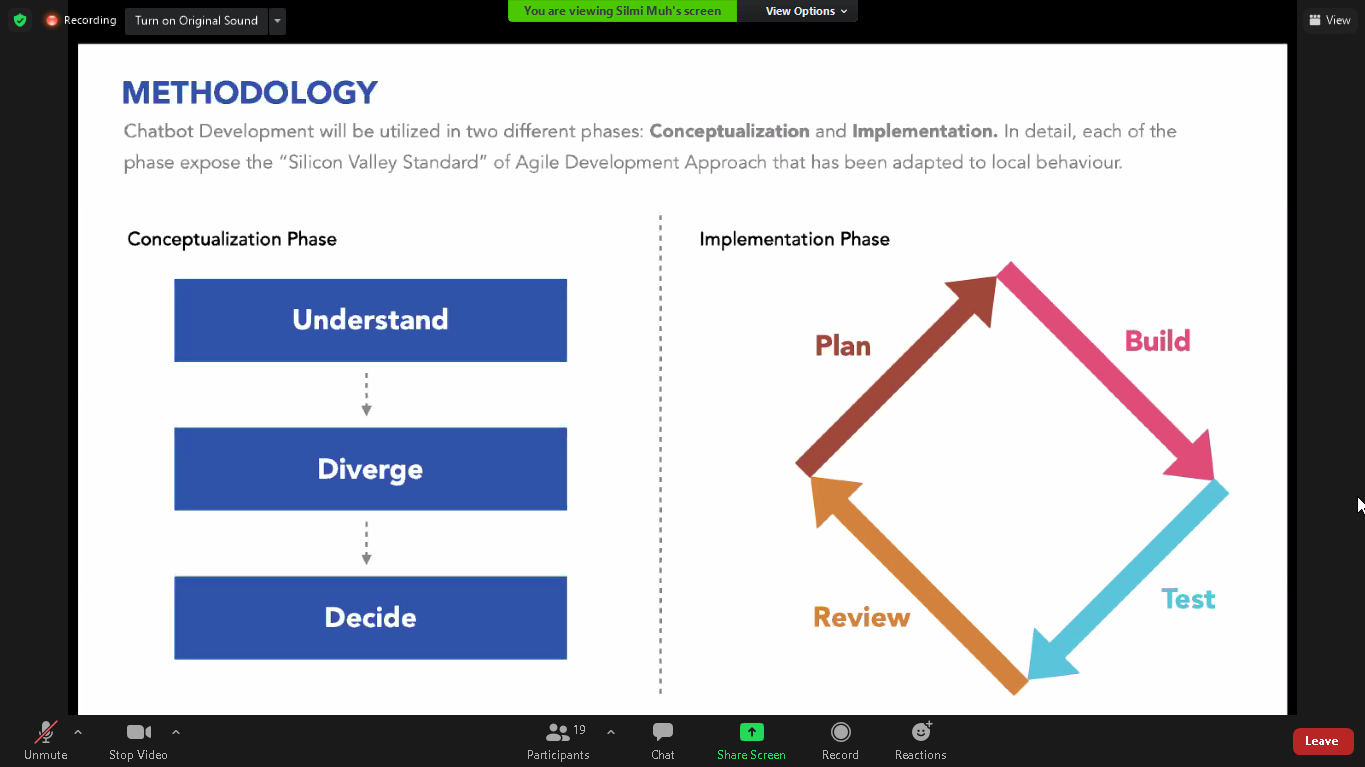 Recording
Turn on Original Sound
You are viewing Silmi Muh's screen
View Options
View
METHODOLOGY
Chatbot Development will be utilized in two different phases: Conceptualization and Implementation. In detail, each of the
phase expose the “Silicon Valley Standard” of Agile Development Approach that has been adapted to local behaviour.
Conceptualization Phase
Understand
Diverge
Decide
Implementation Phase
Plan
Build
Test
Review
Unmute
Stop Video
19
Participants
Chat
Share Screen
Record
Reactions
Leave